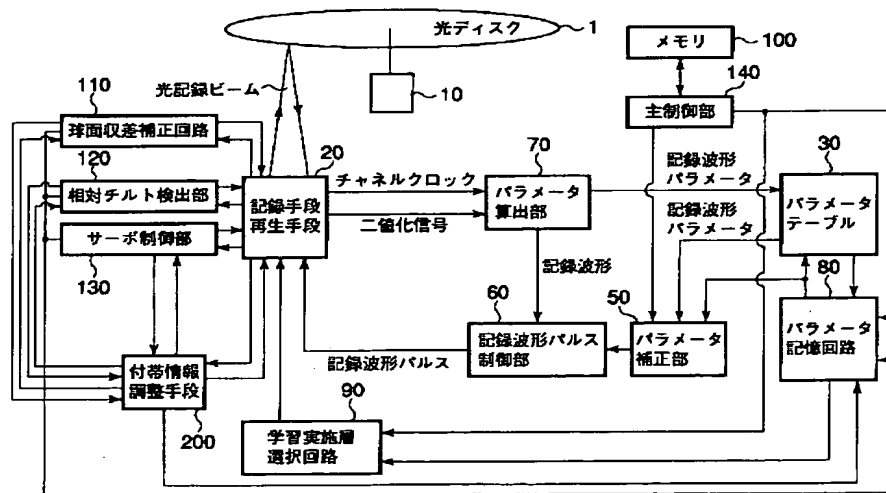 光ディスク
1
メモリ
100
光記録ビーム
10
140
主制御部
110
球面収差補正回路
20
120
チャネルクロック
70
記録波形
パラメータ
30
相対チルト検出部
記録手段
再生手段
パラメータ
算出部
パラメータ
テーブル
二値化信号
記録波形
パラメータ
サーボ制御部
130
記録波形
60
50
80
記録波形パルス
制御部
パラメータ
補正部
パラメータ
記憶回路
記録波形パルス
付帯情報
調整手段
200
90
学習実施層
選択回路